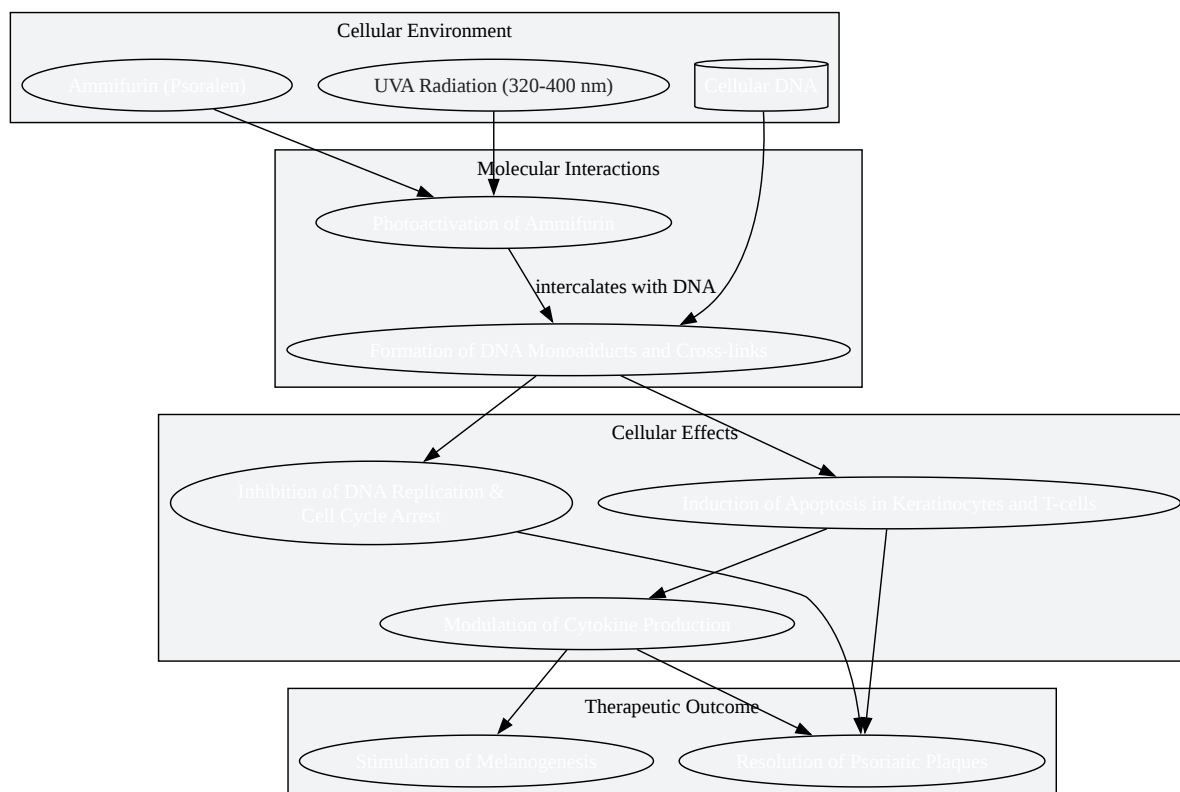 Cellular Environment
Ammifurin (Psoralen)
UVA Radiation (320-400 nm)
Cellular DNA
Molecular Interactions
Photoactivation of Ammifurin
intercalates with DNA
Formation of DNA Monoadducts and Cross-links
Cellular Effects
Inhibition of DNA Replication &
Cell Cycle Arrest
Induction of Apoptosis in Keratinocytes and T-cells
Modulation of Cytokine Production
Therapeutic Outcome
Stimulation of Melanogenesis
Resolution of Psoriatic Plaques